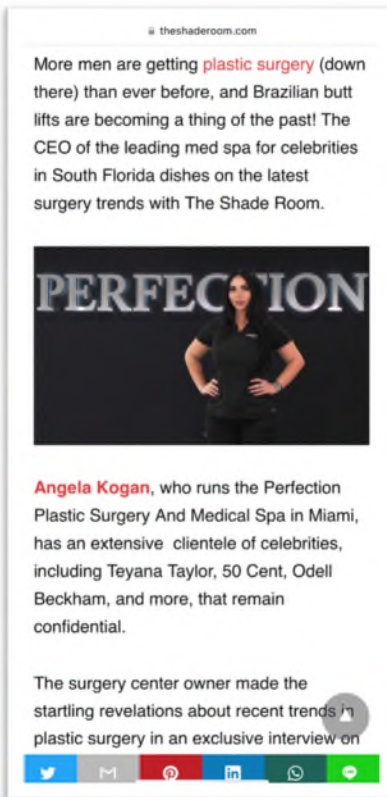 theshaderoom.com
More men are getting plastic surgery (down
there) than ever before, and Brazilian butt
lifts are becoming a thing of the past! The
CEO of the leading med spa for celebrities
in South Florida dishes on the latest
surgery trends with The Shade Room.
PERFECTION
Angela Kogan, who runs the Perfection
Plastic Surgery And Medical Spa in Miami,
has an extensive clientele of celebrities,
including Teyana Taylor, 50 Cent, Odell
Beckham, and more, that remain
confidential.
The surgery center owner made the
startling revelations about recent trends in
plastic surgery in an exclusive interview on